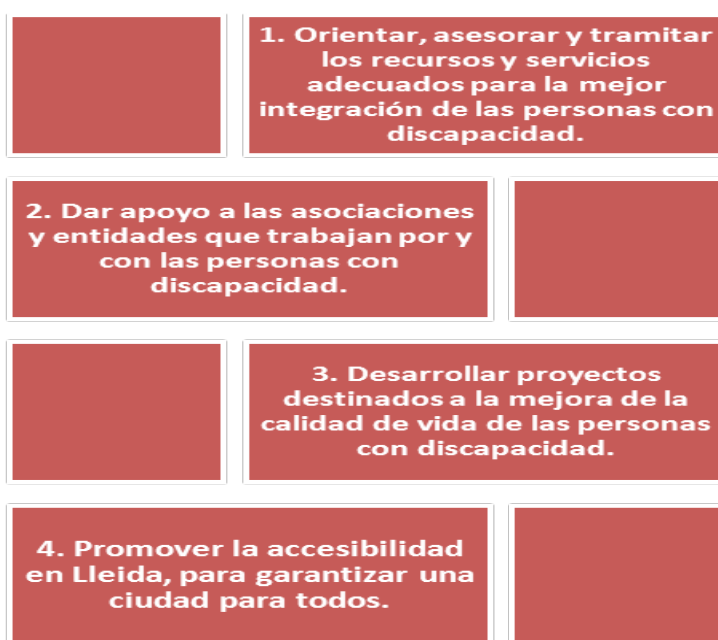 1. Orientar, asesorar y tramitar
los recursos y servicios
adecuados para la mejor
integración de las personas con
discapacidad.
2. Dar apoyo a las asociaciones
y entidades que trabajan por y
con las personas con
discapacidad.
3. Desarrollar proyectos
destinados a la mejora de la
calidad de vida de las personas
con discapacidad.
4. Promover la accesibilidad
en Lleida, para garantizar una
ciudad para todos.